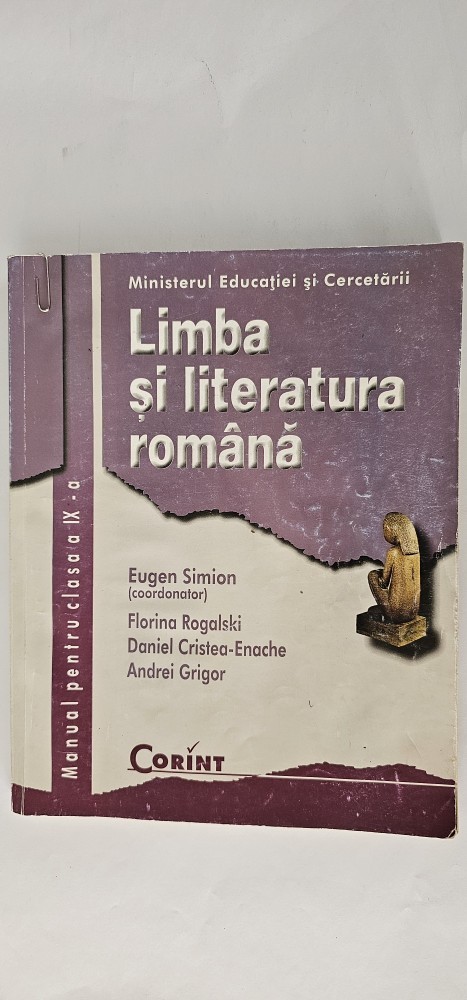 Ministerul Educației și Cercetării
Limba
și literatura
română
Manual pentru clasa a IX - a
Eugen Simion
(coordonator)
Florina Rogalski
Daniel Cristea-Enache
Andrei Grigor
CORINT